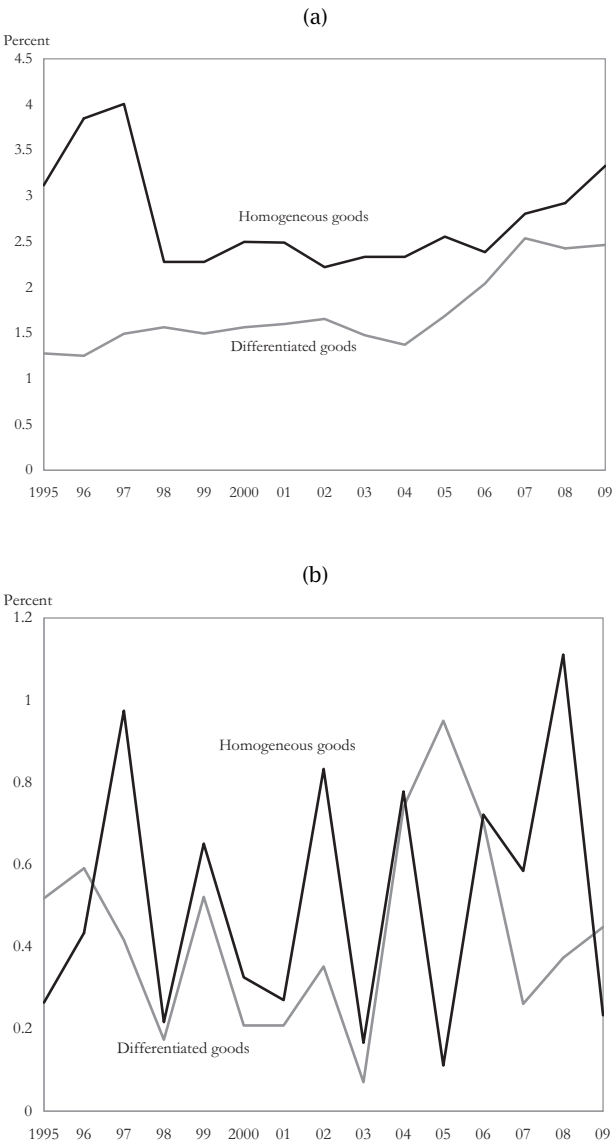 (a)
Percent
4.5
4
3.5
3
2.5
2
1.5
1
0.5
0
Homogeneous goods
Differentiated goods
1995 96 97 98 99 2000 01 02 03 04 05 06 07 08 09
(b)
Percent
1.2
1
0.8
0.6
0.4
0.2
0
Homogeneous goods
Differentiated goods
1995 96 97 98 99 2000 01 02 03 04 05 06 07 08 09